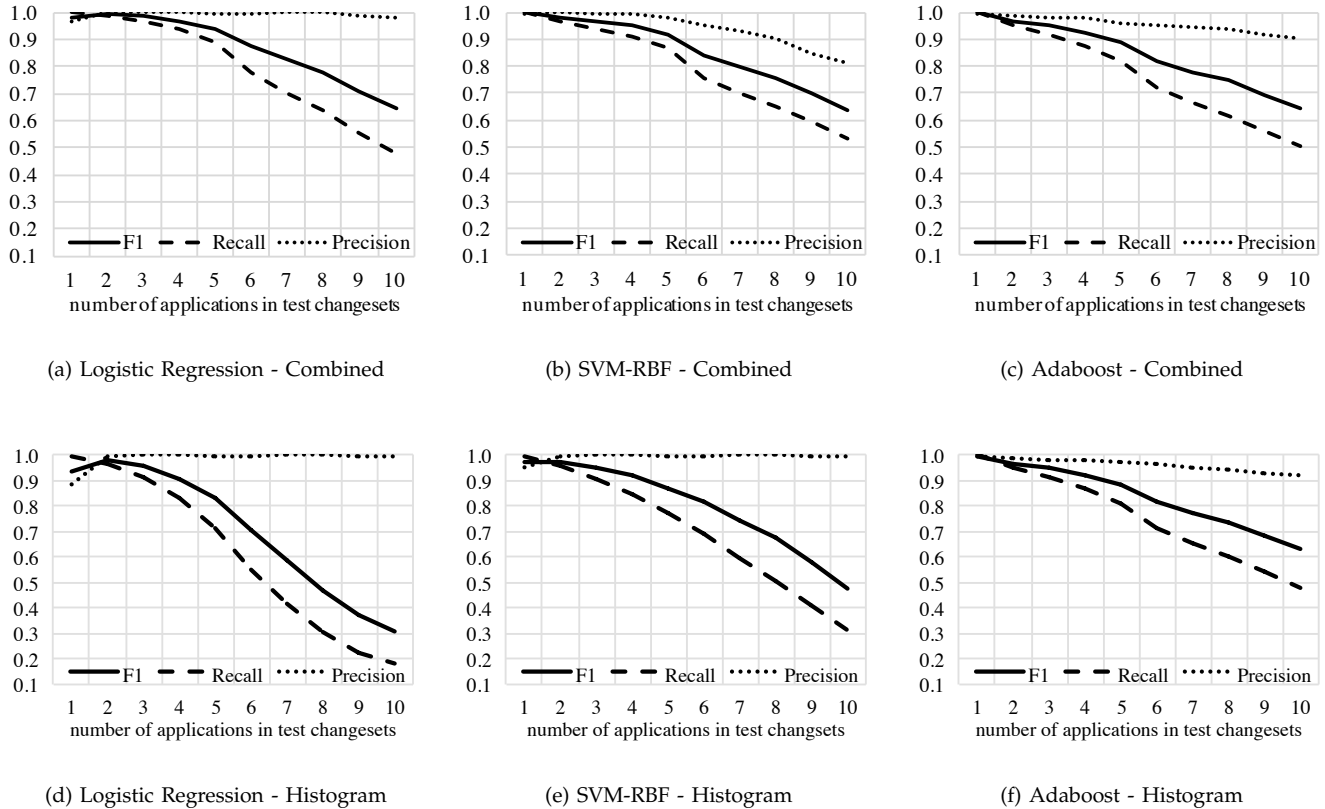 1.0
0.9
0.8
0.7
0.6
0.5
0.4
0.3
0.2
0.1
F1 Recall Precision
1 2 3 4 5 6 7 8 9 10
number of applications in test changesets
(a) Logistic Regression - Combined
1.0
0.9
0.8
0.7
0.6
0.5
0.4
0.3
0.2
0.1
F1 Recall Precision
1 2 3 4 5 6 7 8 9 10
number of applications in test changesets
(b) SVM-RBF - Combined
1.0
0.9
0.8
0.7
0.6
0.5
0.4
0.3
0.2
0.1
F1 Recall Precision
1 2 3 4 5 6 7 8 9 10
number of applications in test changesets
(c) Adaboost - Combined
1.0
0.9
0.8
0.7
0.6
0.5
0.4
0.3
0.2
0.1
F1 Recall Precision
1 2 3 4 5 6 7 8 9 10
number of applications in test changesets
(d) Logistic Regression - Histogram
1.0
0.9
0.8
0.7
0.6
0.5
0.4
0.3
0.2
0.1
F1 Recall Precision
1 2 3 4 5 6 7 8 9 10
number of applications in test changesets
(e) SVM-RBF - Histogram
1.0
0.9
0.8
0.7
0.6
0.5
0.4
0.3
0.2
0.1
F1 Recall Precision
1 2 3 4 5 6 7 8 9 10
number of applications in test changesets
(f) Adaboost - Histogram